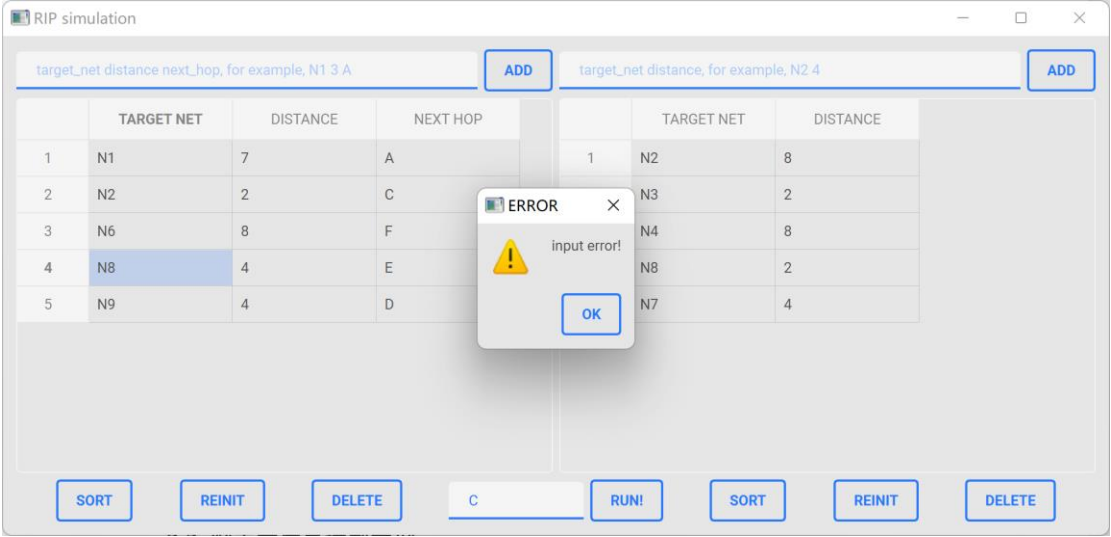 RIP simulation
target_net distance next_hop, for example, N1 3 A
ADD
target_net distance, for example, N2 4
ADD
TARGET NET DISTANCE NEXT HOP
TARGET NET DISTANCE
1 N1 7 A
1 N2 8
2 N2 2 C
N3 2
3 N6 8 F
N4 8
4 N8 4 E
N8 2
5 N9 4 D
N7 4
ERROR
input error!
OK
SORT
REINIT
DELETE
C
RUN!
SORT
REINIT
DELETE